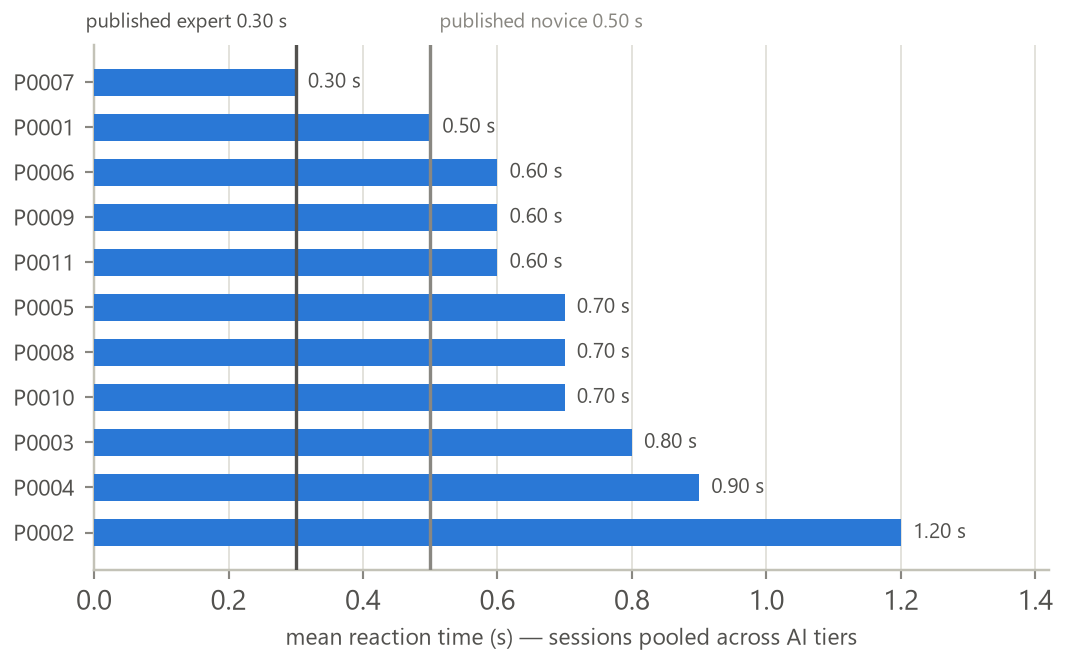 published expert 0.30 s
published novice 0.50 s
P0007 0.30 s
P0001 0.50 s
P0006 0.60 s
P0009 0.60 s
P0011 0.60 s
P0005 0.70 s
P0008 0.70 s
P0010 0.70 s
P0003 0.80 s
P0004 0.90 s
P0002 1.20 s
0.0 0.2 0.4 0.6 0.8 1.0 1.2 1.4
mean reaction time (s) — sessions pooled across AI tiers